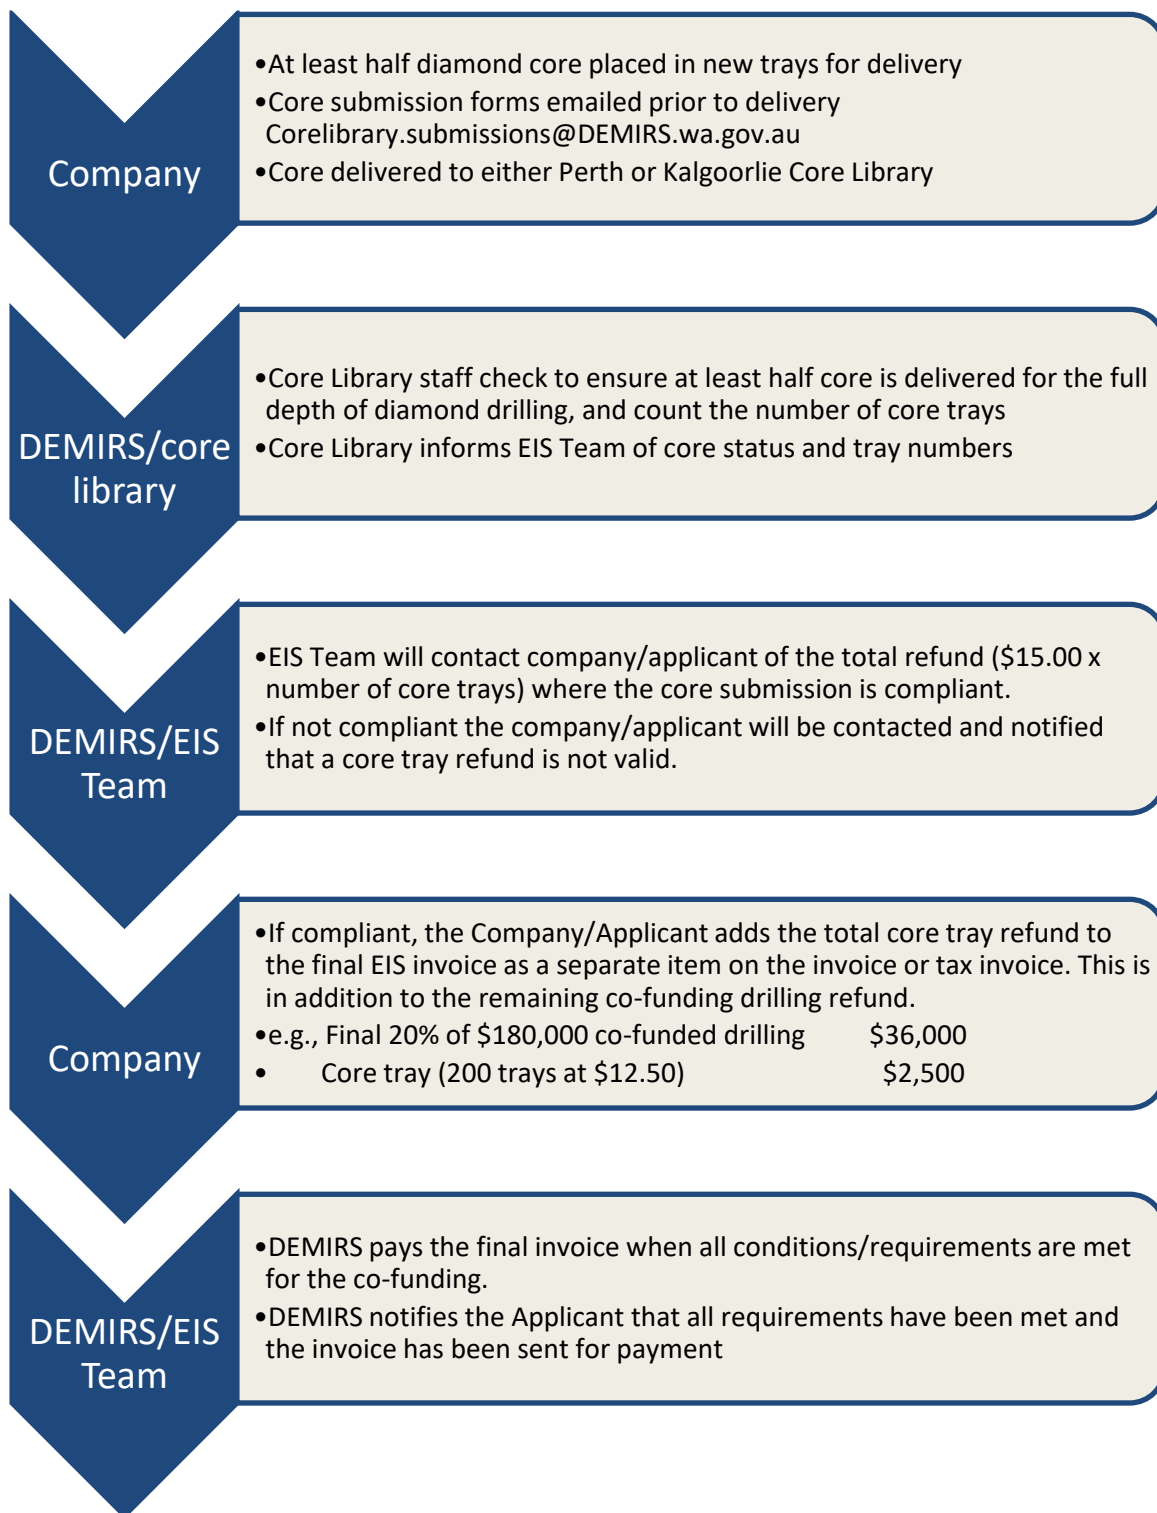 Company
•At least half diamond core placed in new trays for delivery
•Core submission forms emailed prior to delivery
Corelibrary.submissions@DEMIRS.wa.gov.au
•Core delivered to either Perth or Kalgoorlie Core Library
DEMIRS/core
library
•Core Library staff check to ensure at least half core is delivered for the full
depth of diamond drilling, and count the number of core trays
•Core Library informs EIS Team of core status and tray numbers
DEMIRS/EIS
Team
•EIS Team will contact company/applicant of the total refund ($15.00 x
number of core trays) where the core submission is compliant.
•If not compliant the company/applicant will be contacted and notified
that a core tray refund is not valid.
Company
•If compliant, the Company/Applicant adds the total core tray refund to
the final EIS invoice as a separate item on the invoice or tax invoice. This is
in addition to the remaining co-funding drilling refund.
•e.g., Final 20% of $180,000 co-funded drilling $36,000
• Core tray (200 trays at $12.50) $2,500
DEMIRS/EIS
Team
•DEMIRS pays the final invoice when all conditions/requirements are met
for the co-funding.
•DEMIRS notifies the Applicant that all requirements have been met and
the invoice has been sent for payment